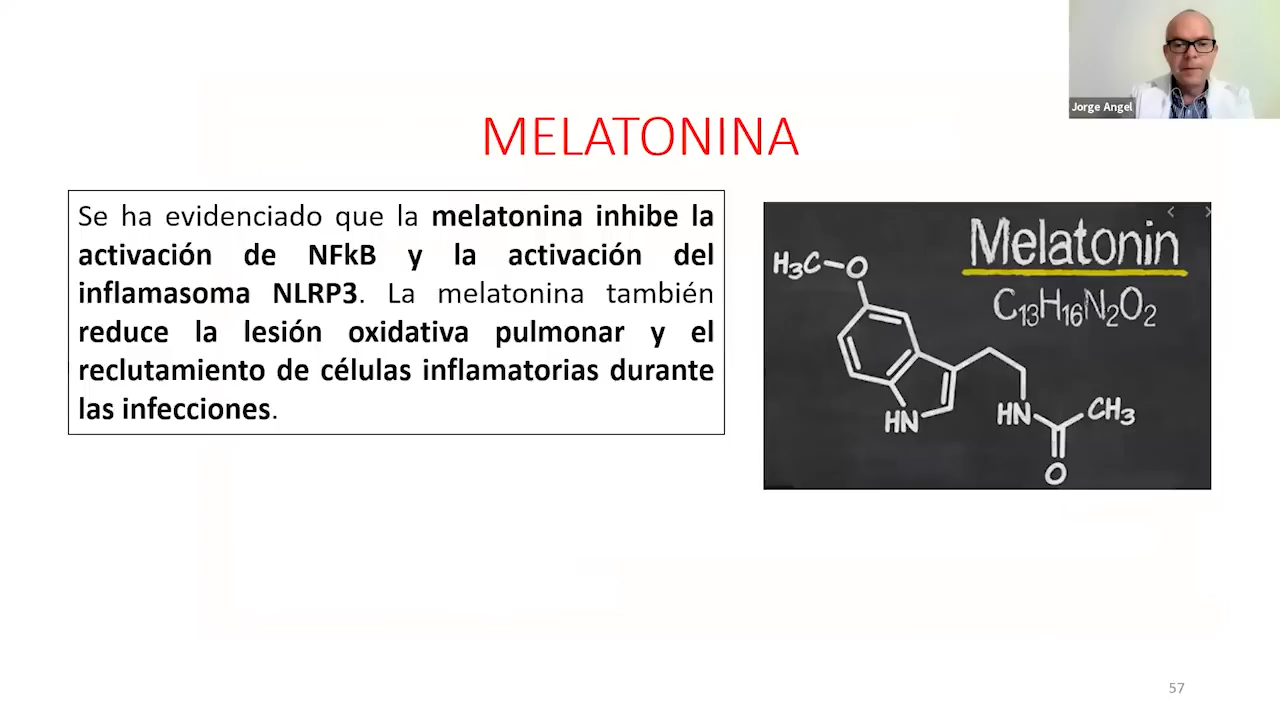 Jorge Angel
MELATONINA
Se ha evidenciado que la melatonina inhibe la
activación de NFkB y la activación del
inflamasoma NLRP3. La melatonina también
reduce la lesión oxidativa pulmonar y el
reclutamiento de células inflamatorias durante
las infecciones.
Melatonin
C13H16N2O2
H3C
O
HN
HN
CH3
O
57